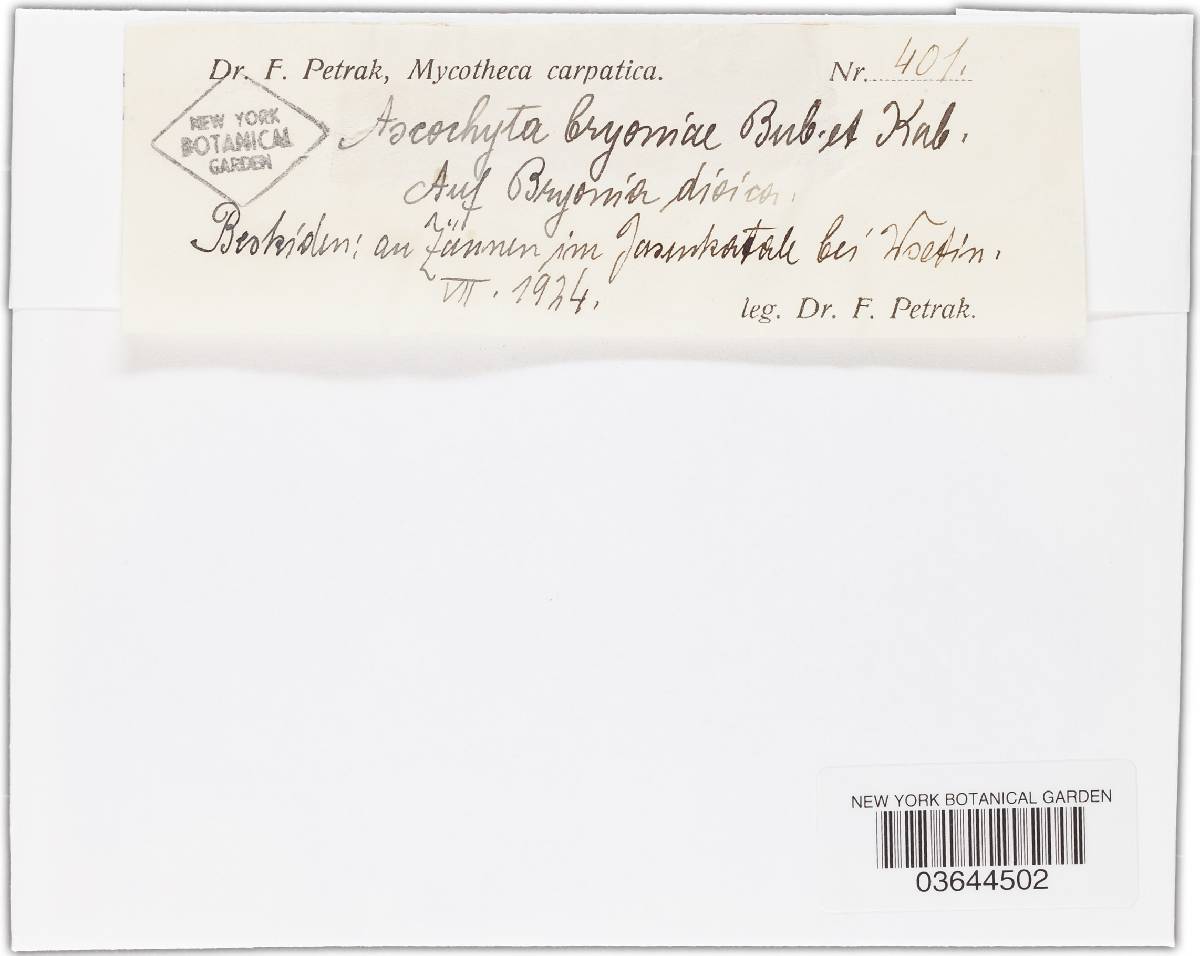 Dr. F. Petrak, Mycotheca carpatica. Nr. 401.
NEW YORK
BOTANICAL
GARDEN
Ascochyta bryoniae Bub. et Kab.
Auf Bryonia dioica.
Beskiden: an Zäunen im Jasenkatale bei Wsetin.
VII. 1924.
leg. Dr. F. Petrak.
NEW YORK BOTANICAL GARDEN
03644502